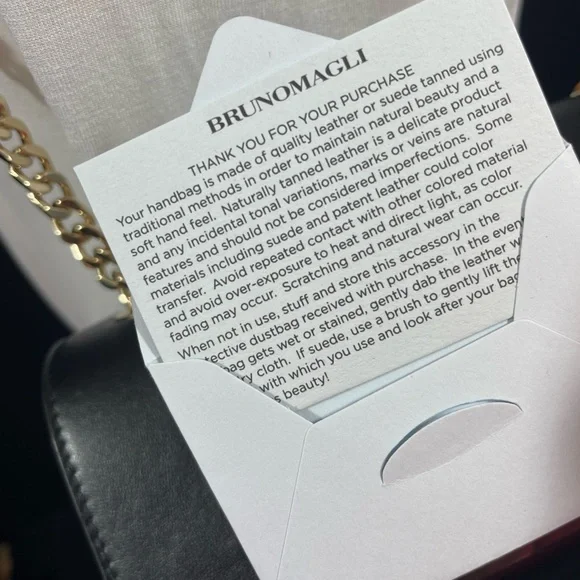 BRUNOMAGLI
THANK YOU FOR YOUR PURCHASE
Your handbag is made of quality leather or suede tanned using
traditional methods in order to maintain natural beauty and a
soft hand feel. Naturally tanned leather is a delicate product
and any incidental tonal variations, marks or veins are natural
features and should not be considered imperfections. Some
materials including suede and patent leather could color
transfer. Avoid repeated contact with other colored material
and avoid over-exposure to heat and direct light, as color
fading may occur. Scratching and natural wear can occur.
When not in use, stuff and store this accessory in the
dustbag received with purchase. In the
gets wet or stained, gently dab the leather
cloth. If suede, use a brush to gently lift the
with which you use and look after your
beauty!